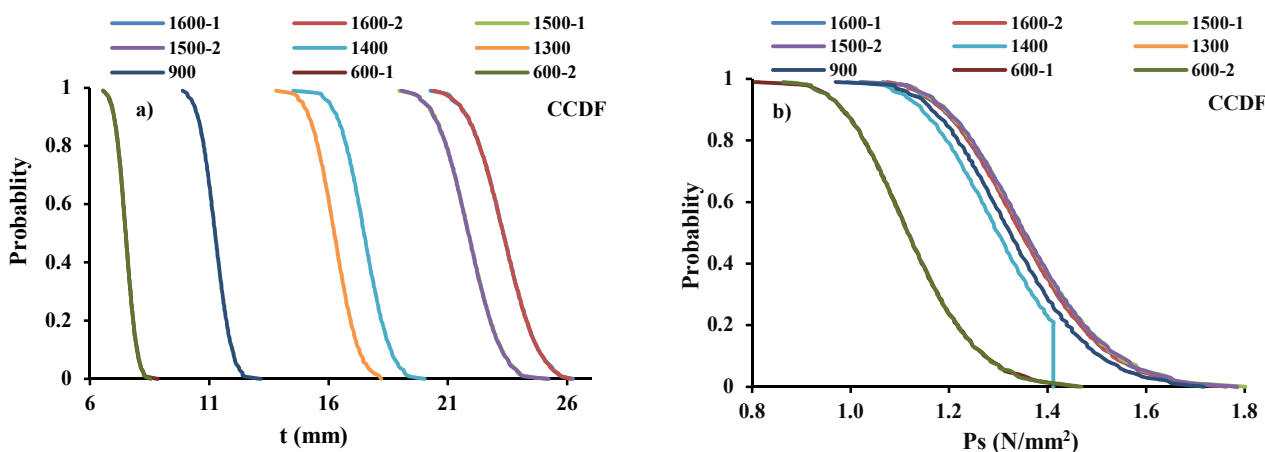 1600-1 1600-2 1500-1
1500-2 1400 1300
900 600-1 600-2
CCDF
a)
1
0.8
0.6
0.4
0.2
0
Probablity
6 11 16 21 26
t (mm)
1600-1 1600-2 1500-1
1500-2 1400 1300
900 600-1 600-2
CCDF
b)
1
0.8
0.6
0.4
0.2
0
Probablity
0.8 1.0 1.2 1.4 1.6 1.8
Ps (N/mm²)